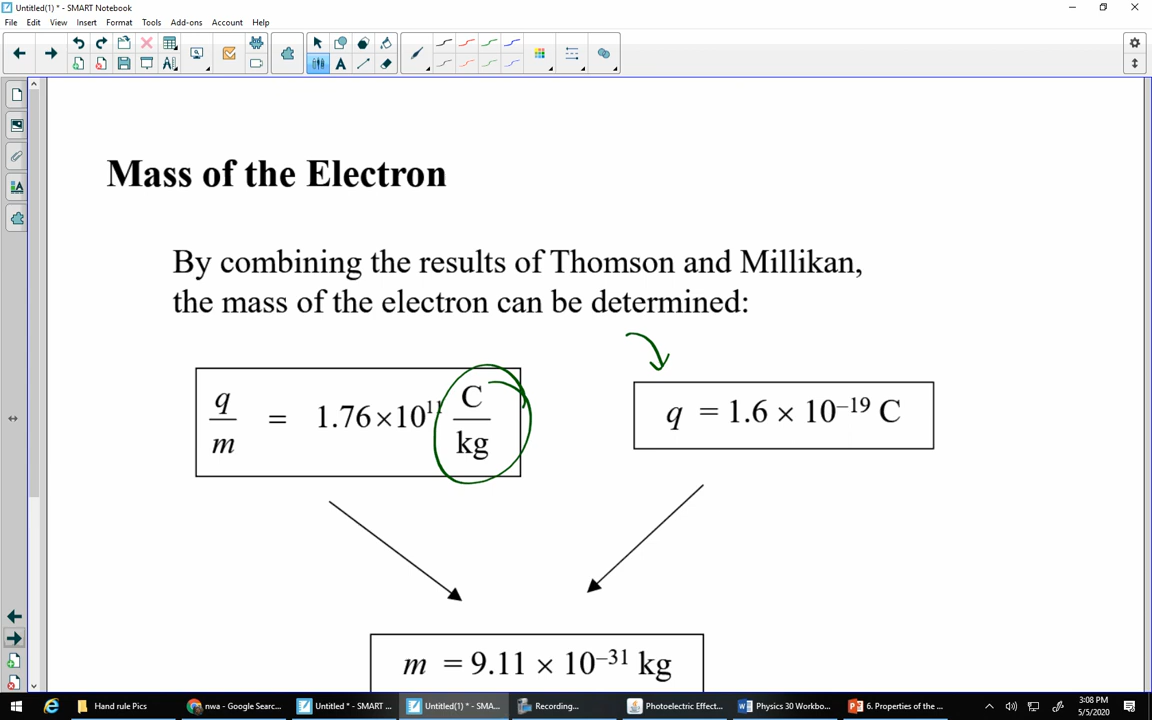 Untitled(1) * - SMART Notebook
File Edit View Insert Format Tools Add-ons Account Help
Mass of the Electron
By combining the results of Thomson and Millikan,
the mass of the electron can be determined:
q/m = 1.76×10¹¹ C/kg
q = 1.6 × 10⁻¹⁹ C
m = 9.11 × 10⁻³¹ kg
Hand rule Pics
nwa - Google Searc...
Untitled * - SMART ...
Untitled(1) * - SMA...
Recording...
Photoelectric Effect...
Physics 30 Workbo...
6. Properties of the ...
3:08 PM
5/5/2020